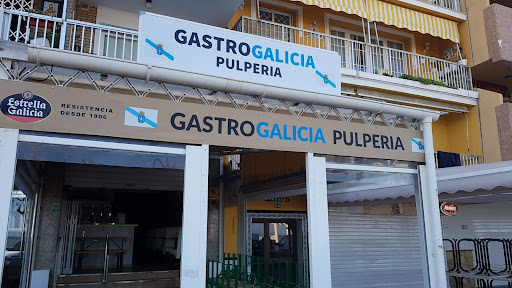 GASTROGALICIA
PULPERIA
Estrella
Galicia
RESISTENCIA
DESDE 1906
GASTROGALICIA PULPERIA